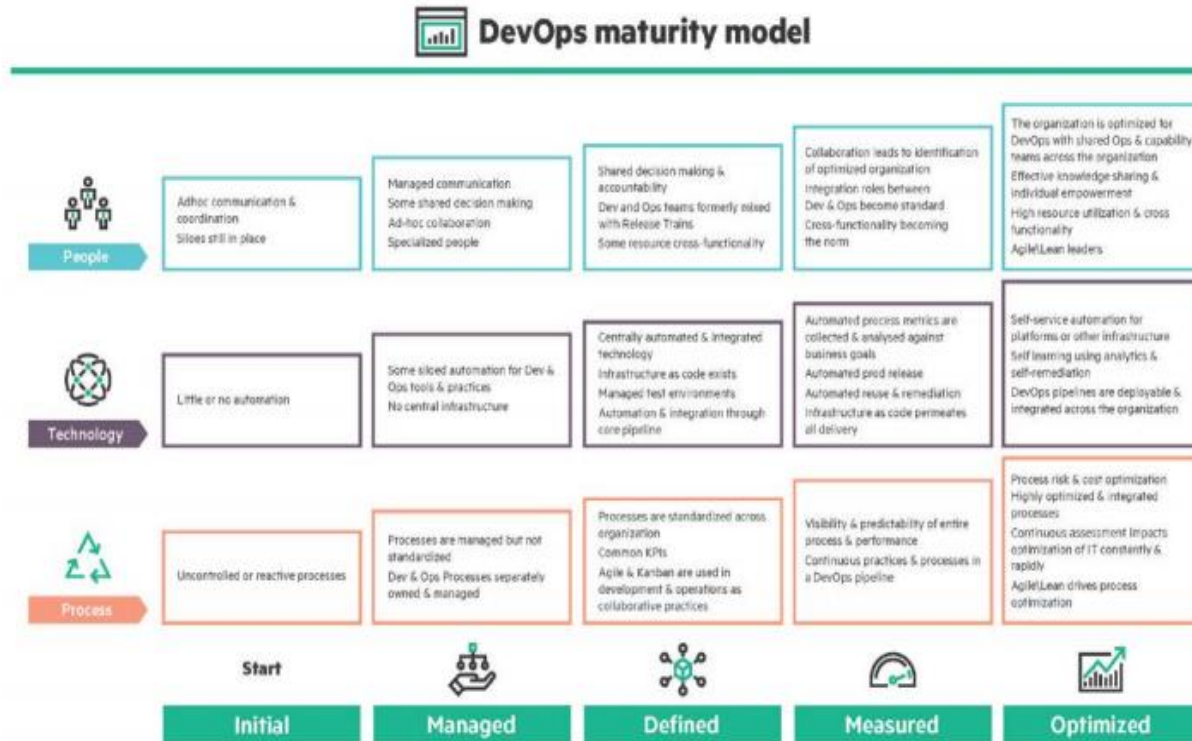 DevOps maturity model
People
Adhoc communication &
coordination
Siloes still in place
Managed communication
Some shared decision making
Ad-hoc collaboration
Specialized people
Shared decision making &
accountability
Dev and Ops teams formerly mixed
with Release Trains
Some resource cross-functionality
Collaboration leads to identification
of optimized organization
Integration roles between
Dev & Ops become standard
Cross-functionality becoming
the norm
The organization is optimized for
DevOps with shared Ops & capability
teams across the organization
Effective knowledge sharing &
individual empowerment
High resource utilization & cross
functionality
Agile\Lean leaders
Technology
Little or no automation
Some siloed automation for Dev &
Ops tools & practices
No central infrastructure
Centrally automated & integrated
technology
Infrastructure as code exists
Managed test environments
Automation & integration through
core pipeline
Automated process metrics are
collected & analysed against
business goals
Automated prod release
Automated reuse & remediation
Infrastructure as code permeates
all delivery
Self-service automation for
platforms or other infrastructure
Self learning using analytics &
self-remediation
DevOps pipelines are deployable &
integrated across the organization
Process
Uncontrolled or reactive processes
Processes are managed but not
standardized
Dev & Ops Processes seperately
owned & managed
Processes are standardized across
organization
Common KPIs
Agile & Kanban are used in
development & operations as
collaborative practices
Visibility & predictability of entire
process & performance
Continuous practices & processes in
a DevOps pipeline
Process risk & cost optimization
Highly optimized & integrated
processes
Continuous assessment impacts
optimization of IT constantly &
rapidly
Agile\Lean drives process
optimization
Start
Initial
Managed
Defined
Measured
Optimized